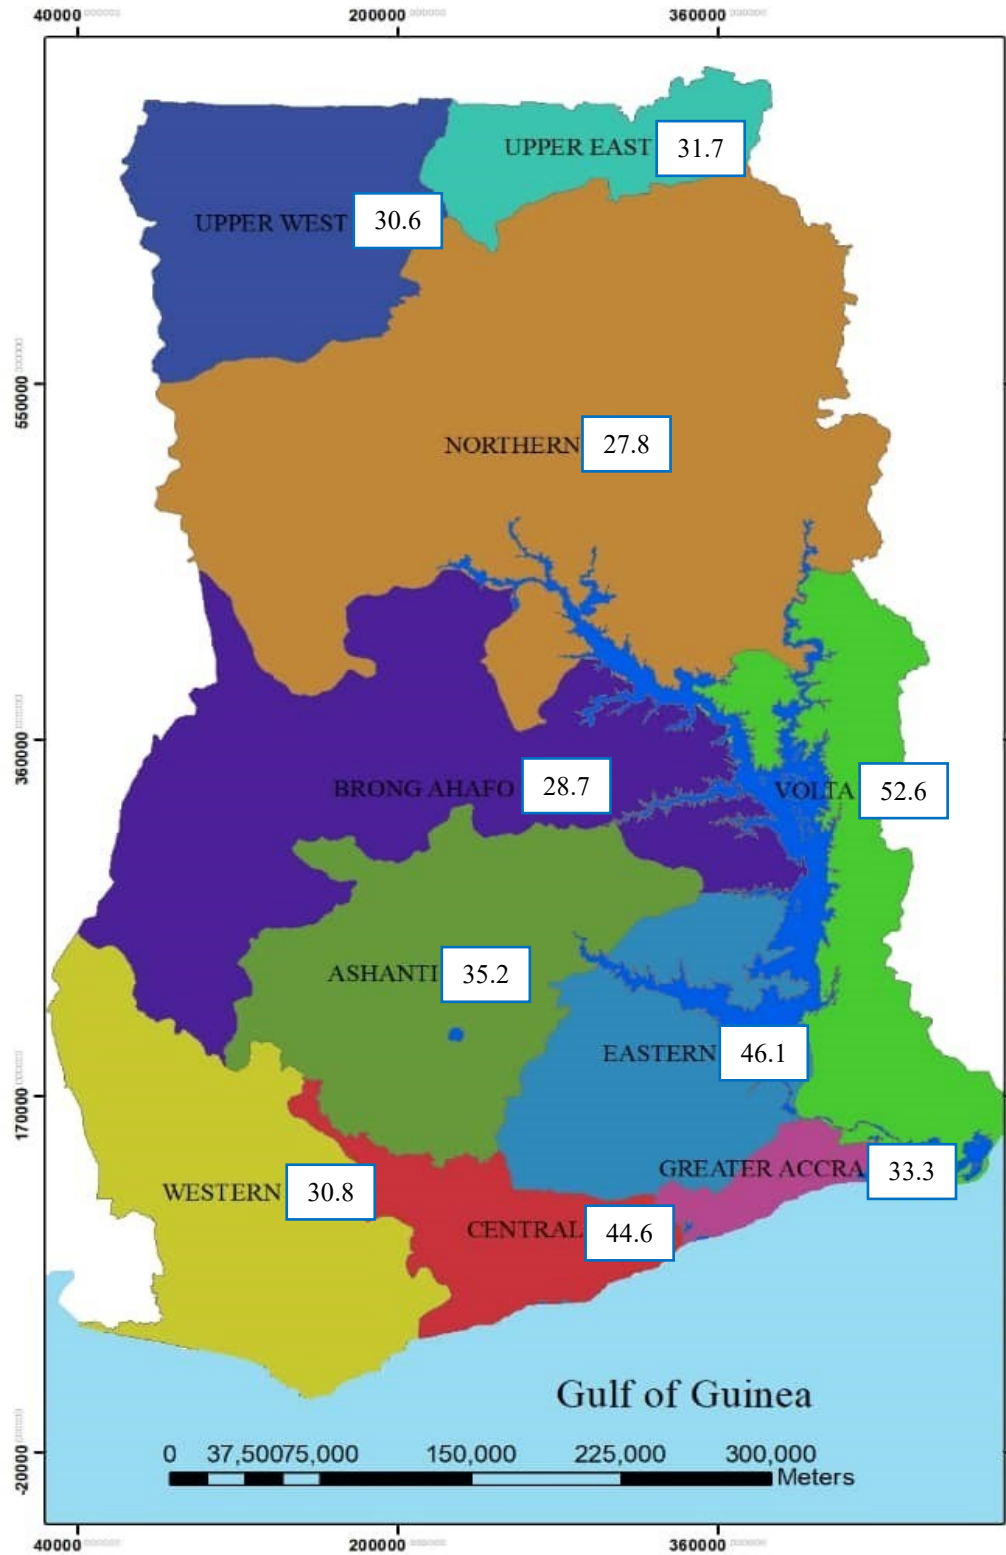 40000 200000 360000
UPPER EAST 31.7
UPPER WEST 30.6
550000
NORTHERN 27.8
360000
BRONG AHAFO 28.7
VOLTA 52.6
ASHANTI 35.2
EASTERN 46.1
170000
GREATER ACCRA 33.3
WESTERN 30.8
CENTRAL 44.6
Gulf of Guinea
-20000
0 37,50075,000 150,000 225,000 300,000
Meters
40000 200000 360000